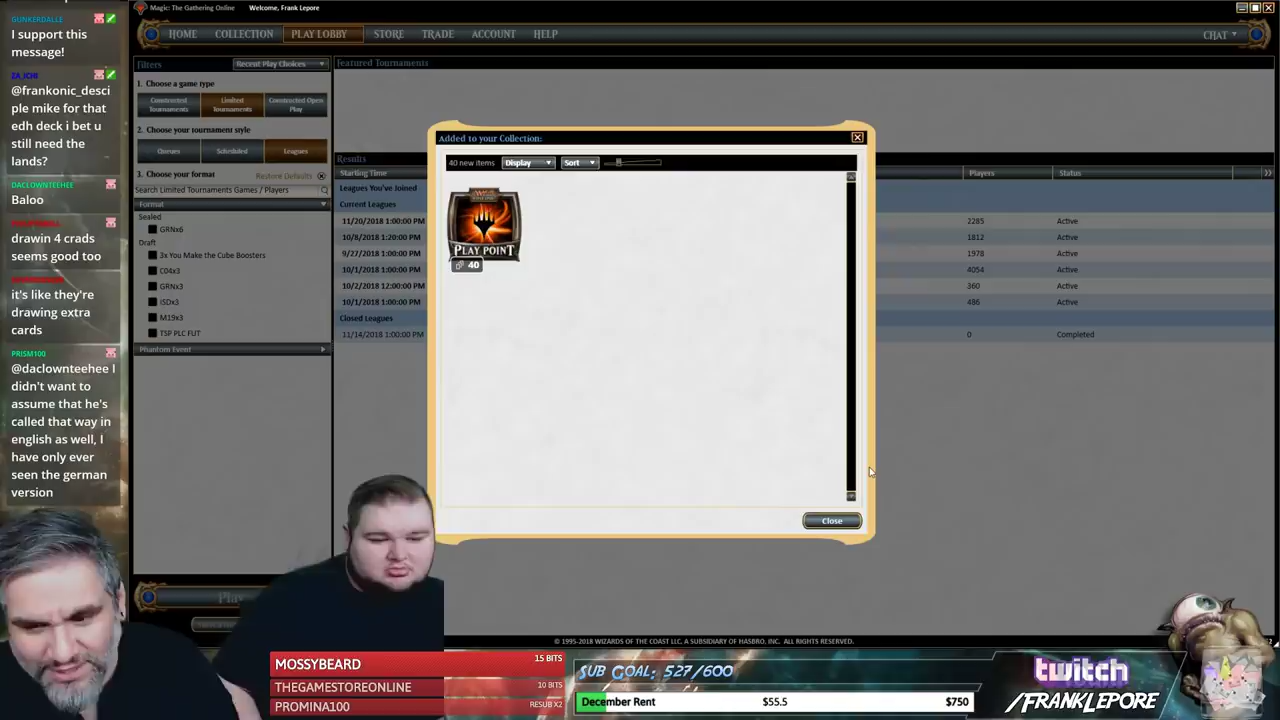 GUNKERDALLE
I support this
message!
ZA_ICHI
@frankonic_desci
ple mike for that
edh deck i bet u
still need the
lands?
DACLOWNTEEHEE
Baloo
drawin 4 crads
seems good too
it's like they're
drawing extra
cards
PRISM100
@daclownteehee I
didn't want to
assume that he's
called that way in
english as well, I
have only ever
seen the german
version
Magic: The Gathering Online Welcome, Frank Lepore
HOME COLLECTION PLAY LOBBY STORE TRADE ACCOUNT HELP CHAT
Filters Recent Play Choices
1. Choose a game type
Constructed Tournaments
Limited Tournaments
Constructed Open Play
2. Choose your tournament style
Queues Scheduled Leagues
3. Choose your format Restore Defaults
Search Limited Tournaments Games / Players
Format
Sealed
GRNx6
Draft
3x You Make the Cube Boosters
C04x3
GRNx3
ISDx3
M19x3
TSP PLC FUT
Phantom Event
Featured Tournaments
Results
Starting Time Players Status
Leagues You've Joined
Current Leagues
11/20/2018 1:00:00 PM 2285 Active
10/8/2018 1:20:00 PM 1812 Active
9/27/2018 1:00:00 PM 1978 Active
10/1/2018 1:00:00 PM 4054 Active
10/2/2018 12:00:00 PM 360 Active
10/1/2018 1:00:00 PM 486 Active
Closed Leagues
11/14/2018 1:00:00 PM 0 Completed
Added to your Collection:
40 new items Display Sort
PLAY POINT
40
Close
© 1995-2018 WIZARDS OF THE COAST LLC, A SUBSIDIARY OF HASBRO, INC. ALL RIGHTS RESERVED.
MOSSYBEARD 15 BITS
THEGAMESTOREONLINE 10 BITS
PROMINA100 RESUB X2
SUB GOAL: 527/600
December Rent $55.5 $750
twitch
/FRANKLEPORE